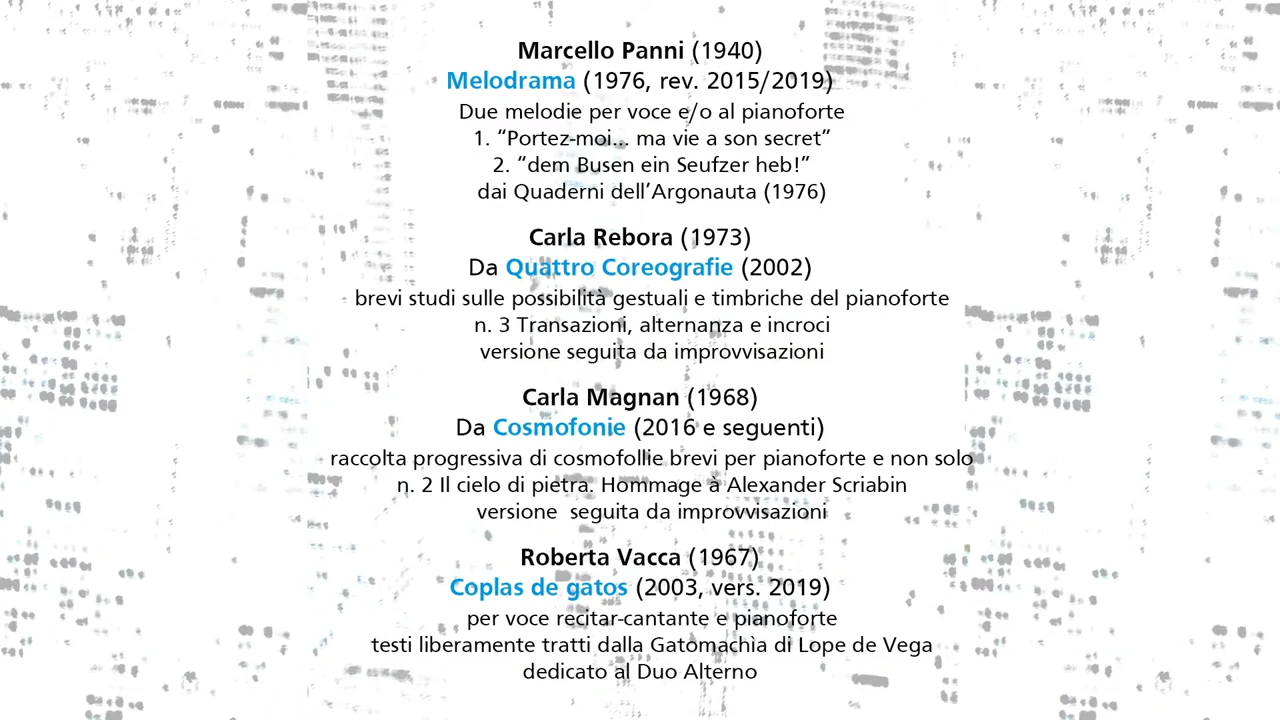 Marcello Panni (1940)
Melodrama (1976, rev. 2015/2019)
Due melodie per voce e/o al pianoforte
1. “Portez-moi... ma vie a son secret”
2. “dem Busen ein Seufzer heb!”
dai Quaderni dell’Argonauta (1976)
Carla Rebora (1973)
Da Quattro Coreografie (2002)
brevi studi sulle possibilità gestuali e timbriche del pianoforte
n. 3 Transazioni, alternanza e incroci
versione seguita da improvvisazioni
Carla Magnan (1968)
Da Cosmofonie (2016 e seguenti)
raccolta progressiva di cosmofollie brevi per pianoforte e non solo
n. 2 Il cielo di pietra. Hommage à Alexander Scriabin
versione  seguita da improvvisazioni
Roberta Vacca (1967)
Coplas de gatos (2003, vers. 2019)
per voce recitar-cantante e pianoforte
testi liberamente tratti dalla Gatomachìa di Lope de Vega
dedicato al Duo Alterno